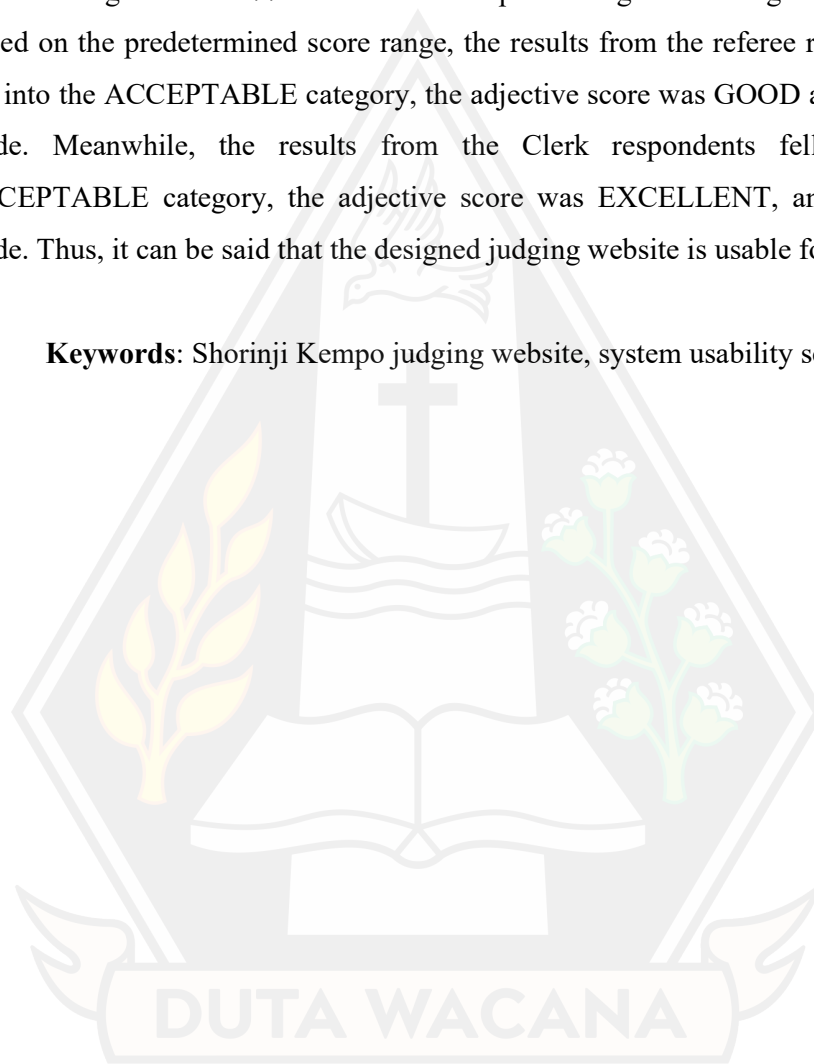 ed on the predetermined score range, the results from the referee
into the ACCEPTABLE category, the adjective score was GOOD
de. Meanwhile, the results from the Clerk respondents fell
CEPTABLE category, the adjective score was EXCELLENT,
de. Thus, it can be said that the designed judging website is usable
Keywords: Shorinji Kempo judging website, system usability
DUTA WACANA